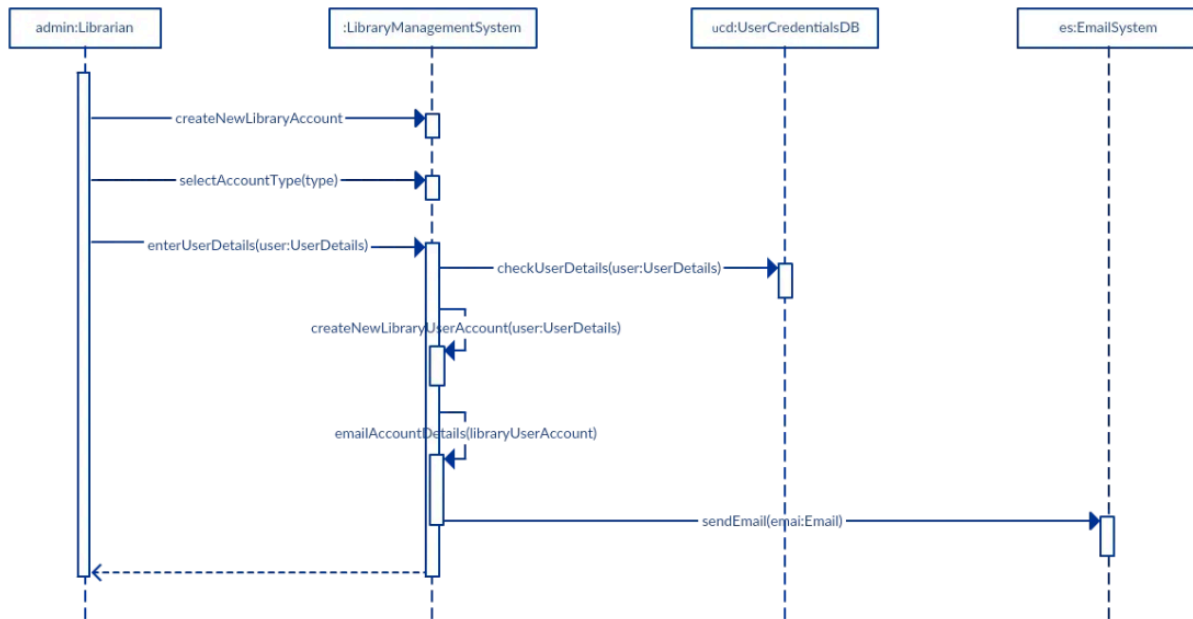 admin:Librarian
:LibraryManagementSystem
ucd:UserCredentialsDB
es:EmailSystem
createNewLibraryAccount
selectAccountType(type)
enterUserDetails(user:UserDetails)
checkUserDetails(user:UserDetails)
createNewLibraryUserAccount(user:UserDetails)
emailAccountDetails(libraryUserAccount)
sendEmail(emai:Email)